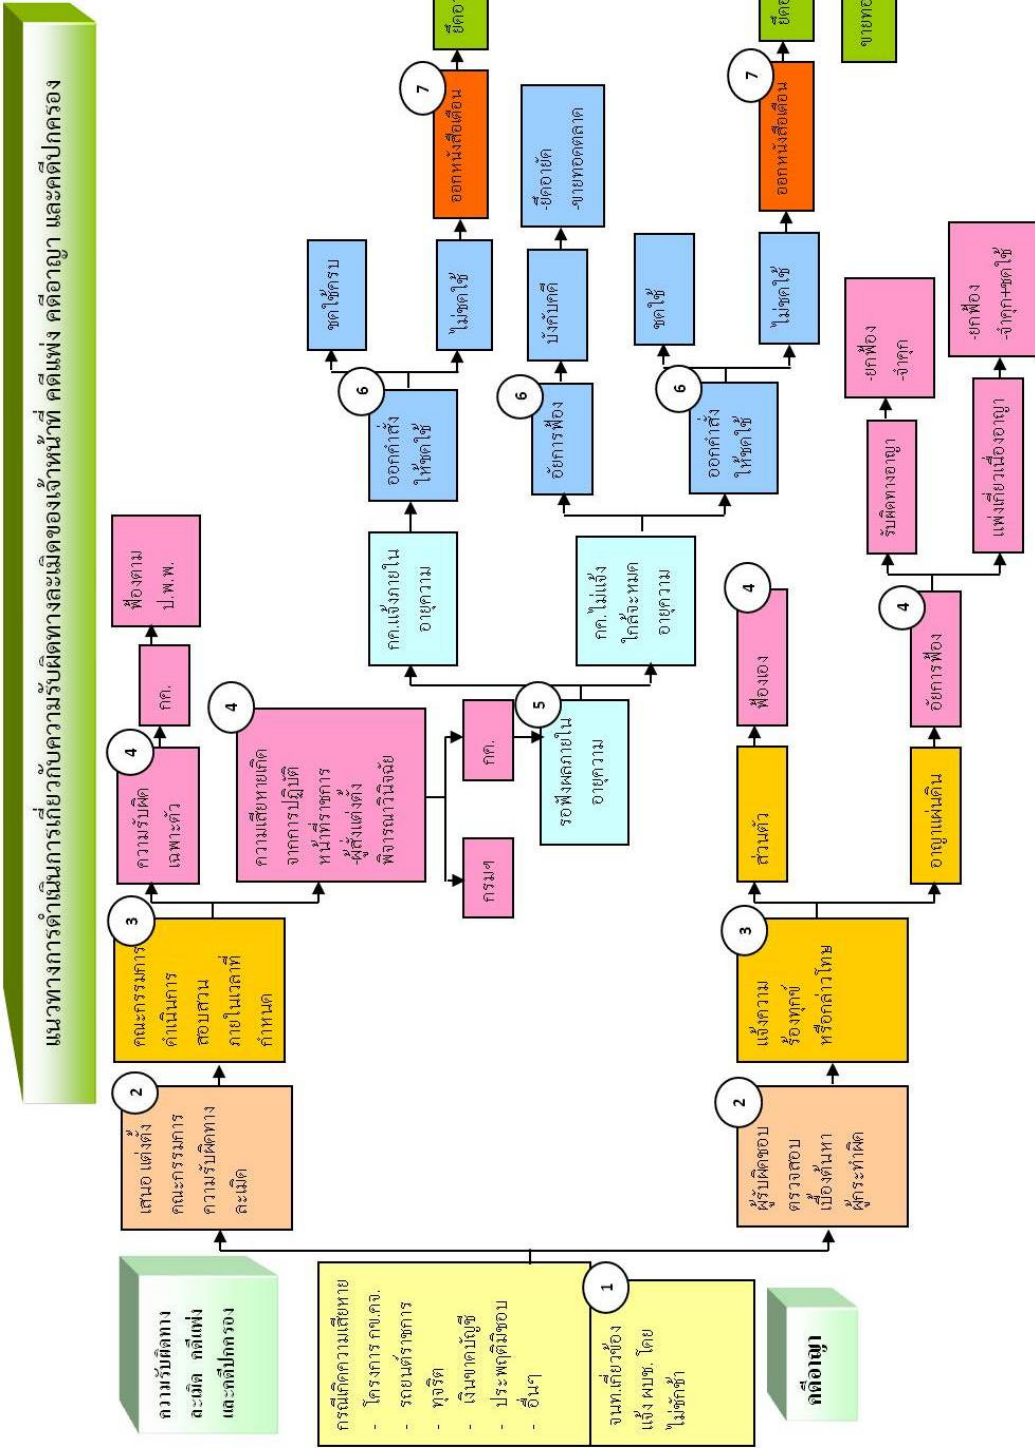 แนวทางการดำเนินการเกี่ยวกับความรับผิดทางละเมิดของเจ้าหน้าที่ คดีแพ่ง คดีอาญา และคดีปกครอง
ความรับผิดทาง
ละเมิด คดีแพ่ง
และคดีปกครอง
กรณีเกิดความเสียหาย
- โครงการ กข.คจ.
- รถยนต์ราชการ
- ทุจริต
- เงินขาดบัญชี
- ประพฤติมิชอบ
- อื่นๆ
1
จนท.เกี่ยวข้อง
แจ้ง ผบช. โดย
ไม่ชักช้า
คดีอาญา
2
เสนอ แต่งตั้ง
คณะกรรมการ
ความรับผิดทาง
ละเมิด
3
คณะกรรมการ
ดำเนินการ
สอบสวน
ภายในเวลาที่
กำหนด
4
ความรับผิด
เฉพาะตัว
กค.
ฟ้องตาม
ป.พ.พ.
4
ความเสียหายเกิด
จากการปฏิบัติ
หน้าที่ราชการ
-ผู้สั่งแต่งตั้ง
พิจารณาวินิจฉัย
กรมฯ
กค.
5
รอฟังผลภายใน
อายุความ
กค.แจ้งภายใน
อายุความ
6
ออกคำสั่ง
ให้ชดใช้
ชดใช้ครบ
ไม่ชดใช้
7
ออกหนังสือเตือน
กค.ไม่แจ้ง
ใกล้จะหมด
อายุความ
6
อัยการฟ้อง
บังคับคดี
-ยึดอายัด
-ขายทอดตลาด
6
ออกคำสั่ง
ให้ชดใช้
ชดใช้
ไม่ชดใช้
7
ออกหนังสือเตือน
2
ผู้รับผิดชอบ
ตรวจสอบ
เบื้องต้นหา
ผู้กระทำผิด
3
แจ้งความ
ร้องทุกข์
หรือกล่าวโทษ
ส่วนตัว
4
ฟ้องเอง
อาญาแผ่นดิน
4
อัยการฟ้อง
รับผิดทางอาญา
-ยกฟ้อง
-จำคุก
แพ่งเกี่ยวเนื่องอาญา
-ยกฟ้อง
-จำคุก+ชดใช้